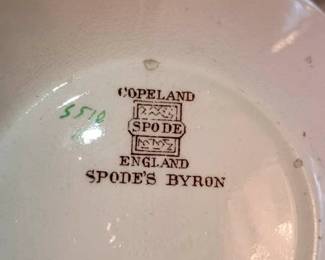 COPELAND
SPODE
ENGLAND
SPODE'S BYRON